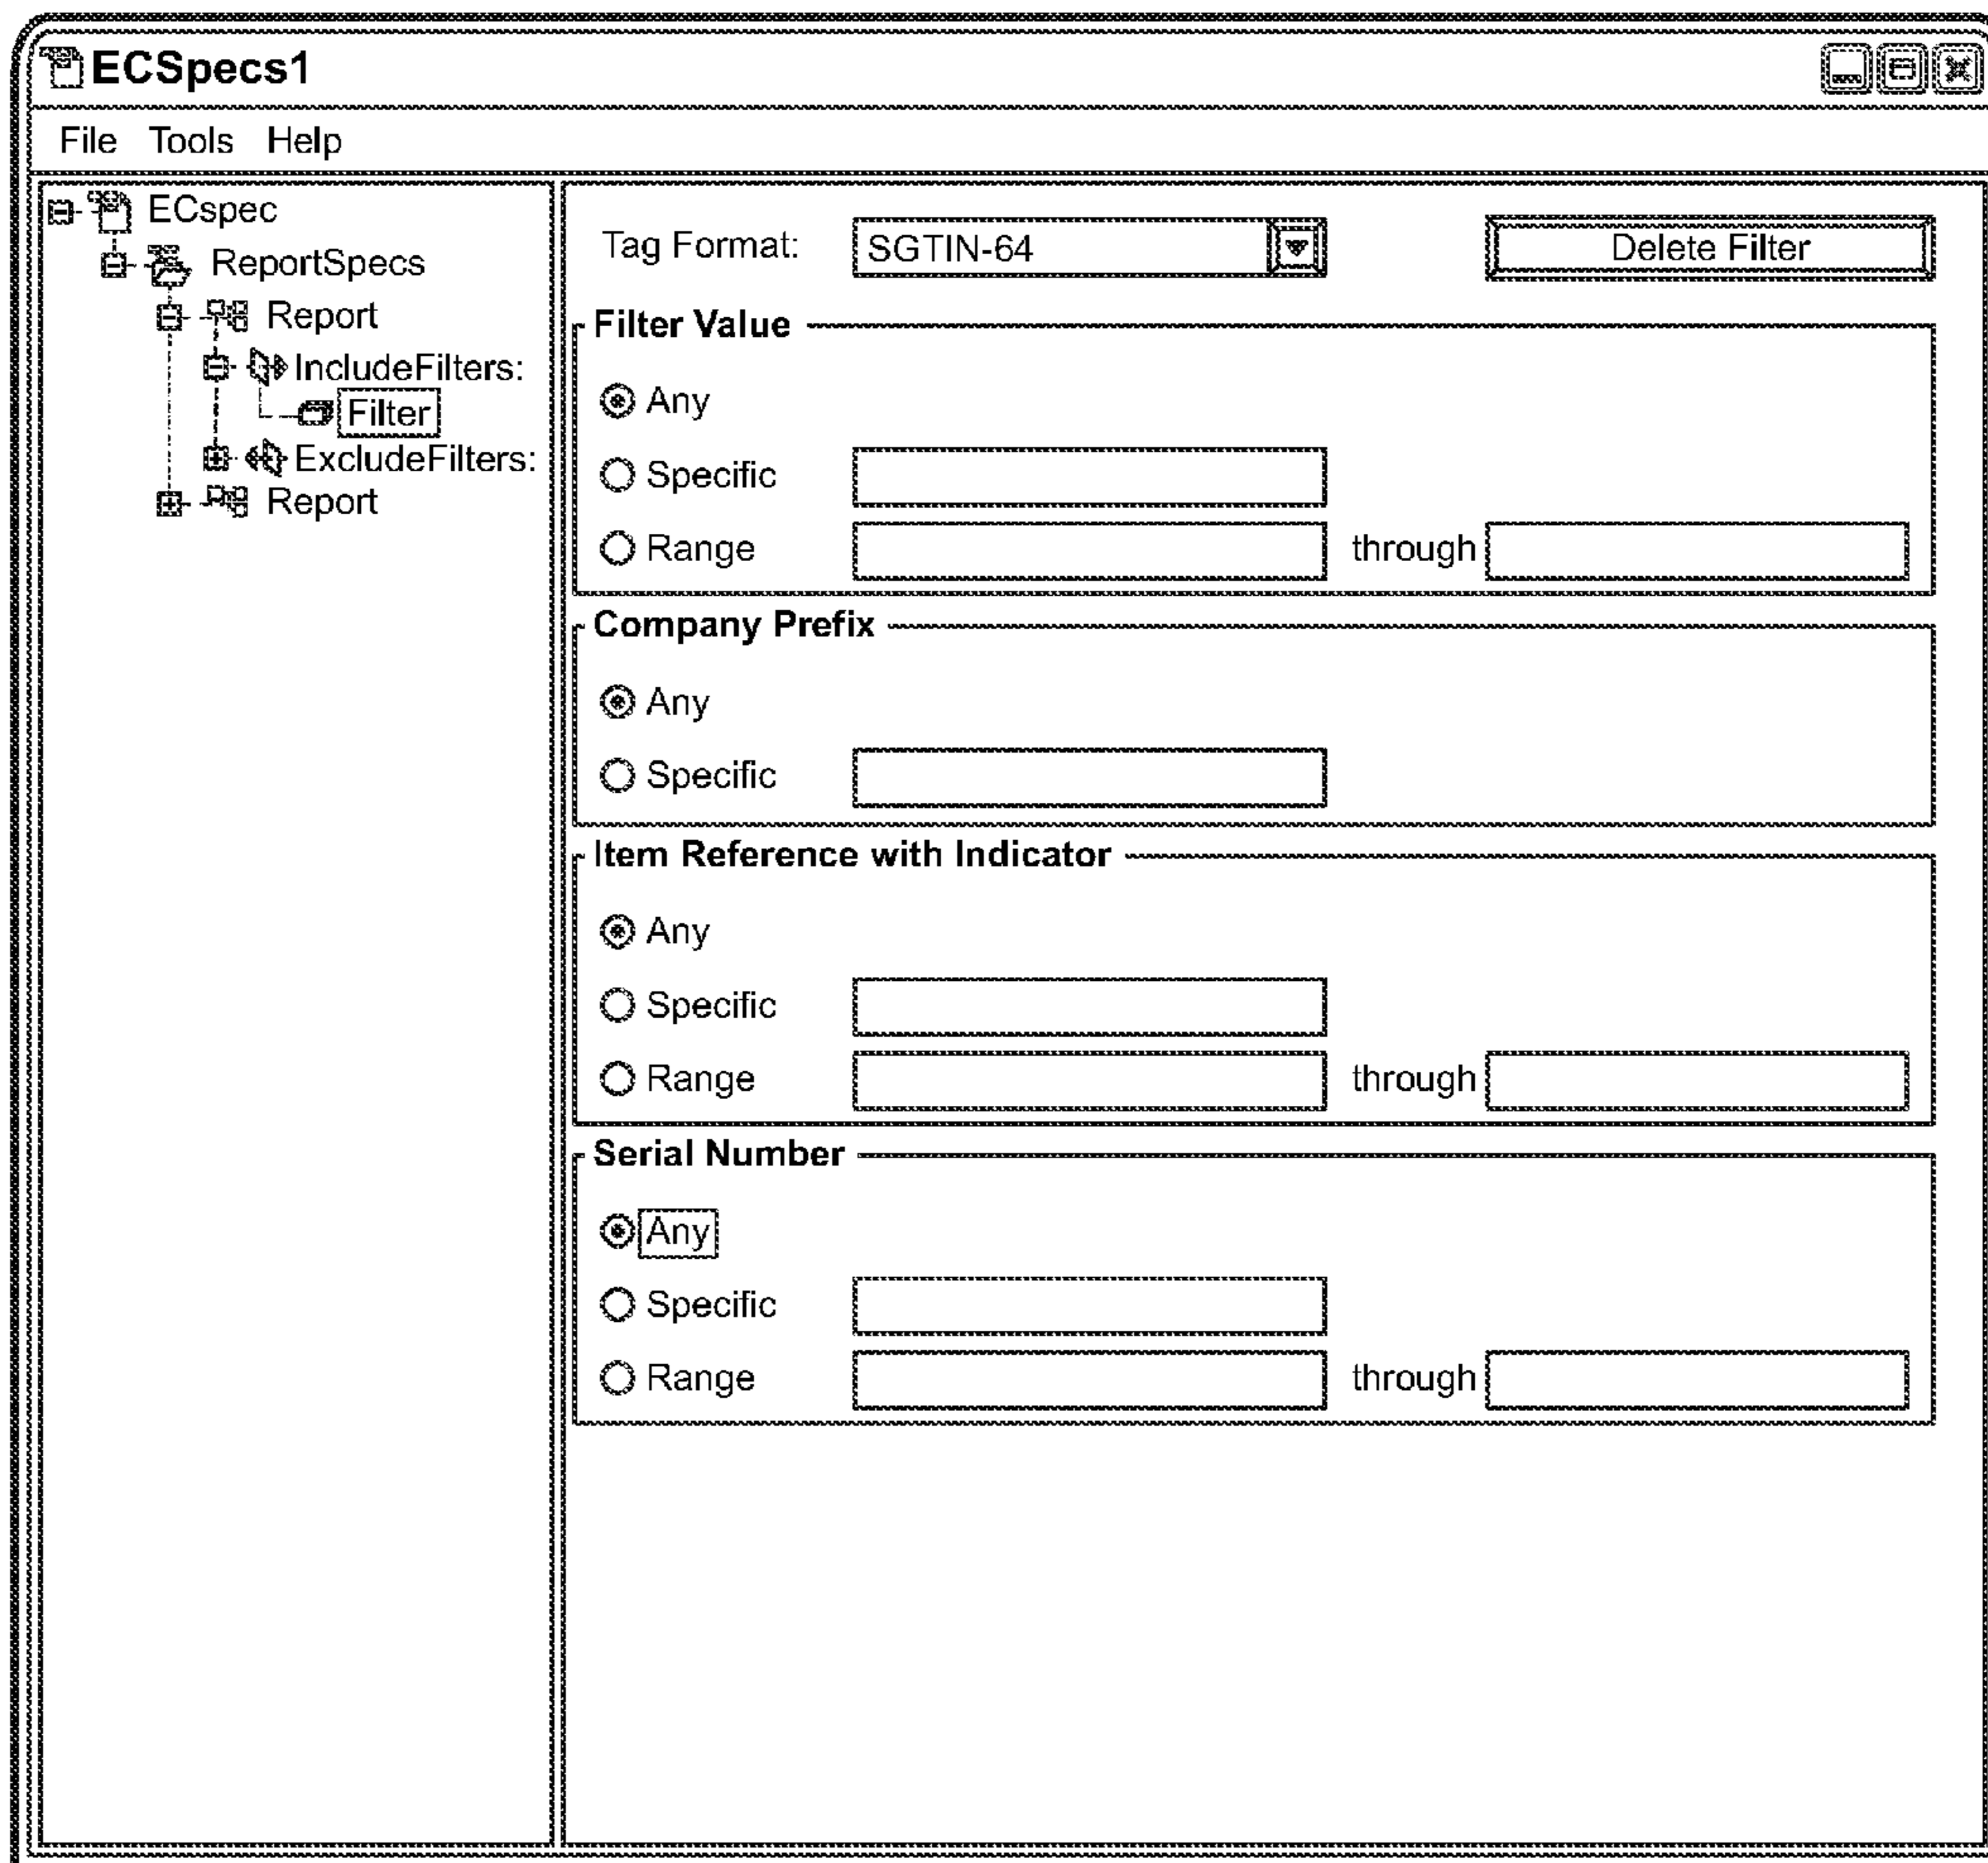 ECSpecs1
File Tools Help
ECspec
ReportSpecs
Report
IncludeFilters:
Filter
ExcludeFilters:
Report
Tag Format: SGTIN-64 Delete Filter
Filter Value
Any
Specific
Range through
Company Prefix
Any
Specific
Item Reference with Indicator
Any
Specific
Range through
Serial Number
Any
Specific
Range through